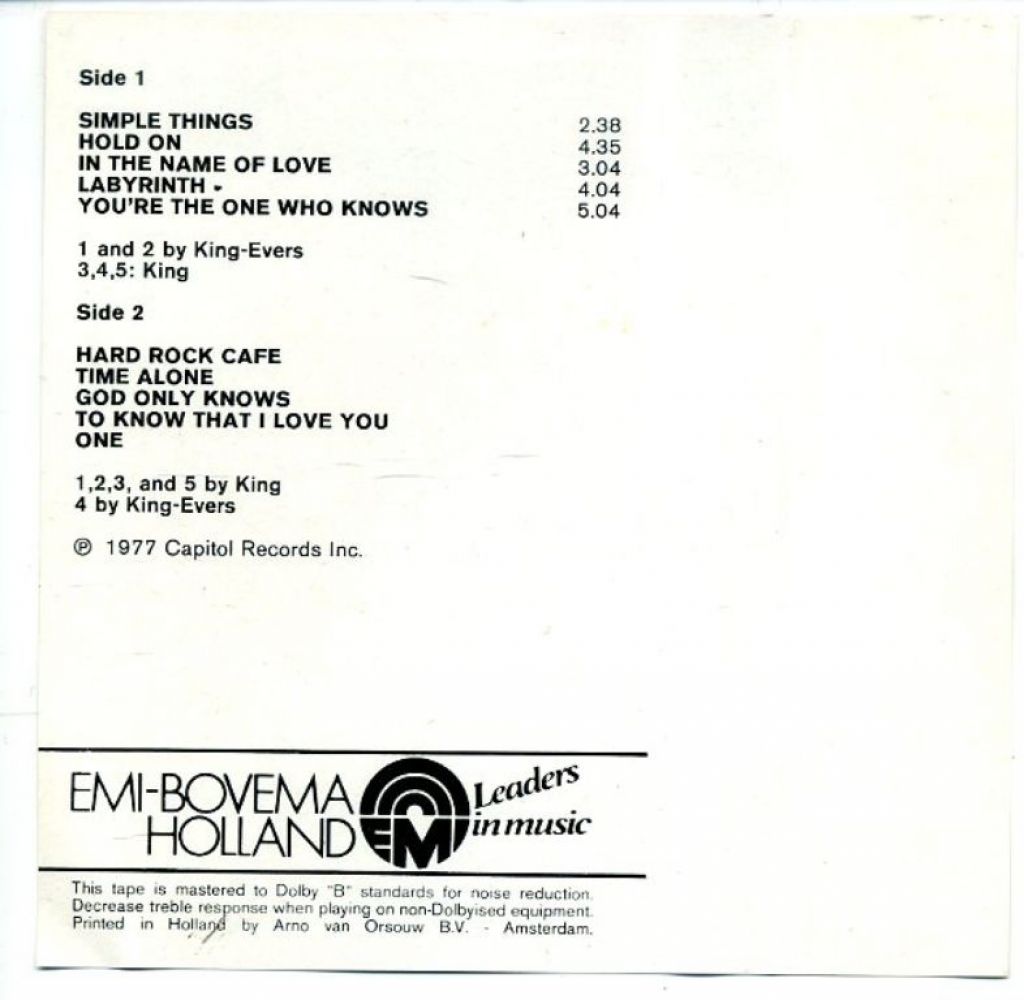 Side 1
SIMPLE THINGS 2.38
HOLD ON 4.35
IN THE NAME OF LOVE 3.04
LABYRINTH - 4.04
YOU'RE THE ONE WHO KNOWS 5.04
1 and 2 by King-Evers
3,4,5: King
Side 2
HARD ROCK CAFE
TIME ALONE
GOD ONLY KNOWS
TO KNOW THAT I LOVE YOU
ONE
1,2,3, and 5 by King
4 by King-Evers
℗ 1977 Capitol Records Inc.
EMI-BOVEMA
HOLLAND
EM
Leaders
in music
This tape is mastered to Dolby "B" standards for noise reduction.
Decrease treble response when playing on non-Dolbyised equipment.
Printed in Holland by Arno van Orsouw B.V. - Amsterdam.